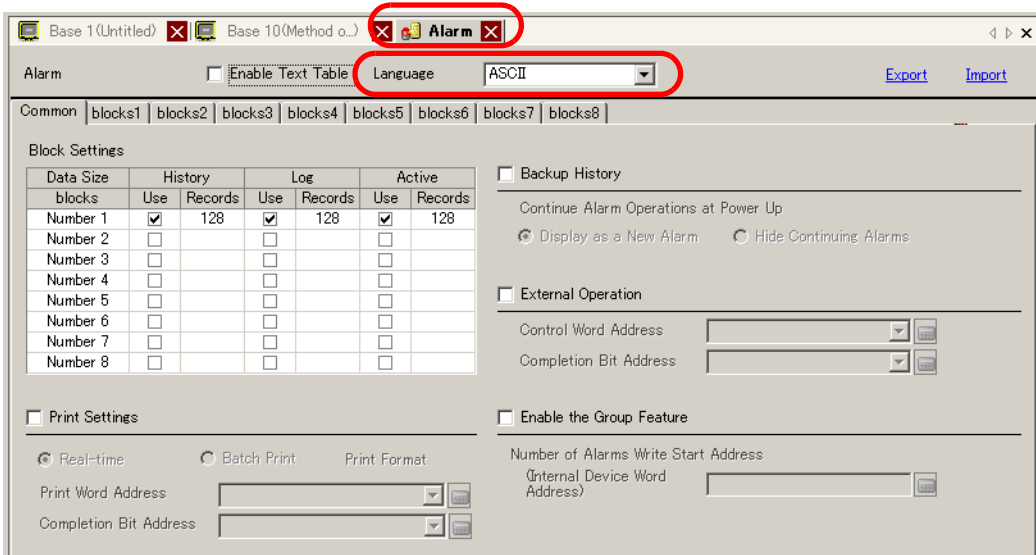 Base 1(Untitled) Base 10(Method o...) Alarm
Alarm Enable Text Table Language ASCII Export Import
Common blocks1 blocks2 blocks3 blocks4 blocks5 blocks6 blocks7 blocks8
Block Settings
Data Size History Log Active
blocks Use Records Use Records Use Records
Number 1 128 128 128
Number 2
Number 3
Number 4
Number 5
Number 6
Number 7
Number 8
Print Settings
Real-time Batch Print Print Format
Print Word Address
Completion Bit Address
Backup History
Continue Alarm Operations at Power Up
Display as a New Alarm Hide Continuing Alarms
External Operation
Control Word Address
Completion Bit Address
Enable the Group Feature
Number of Alarms Write Start Address
(Internal Device Word
Address)